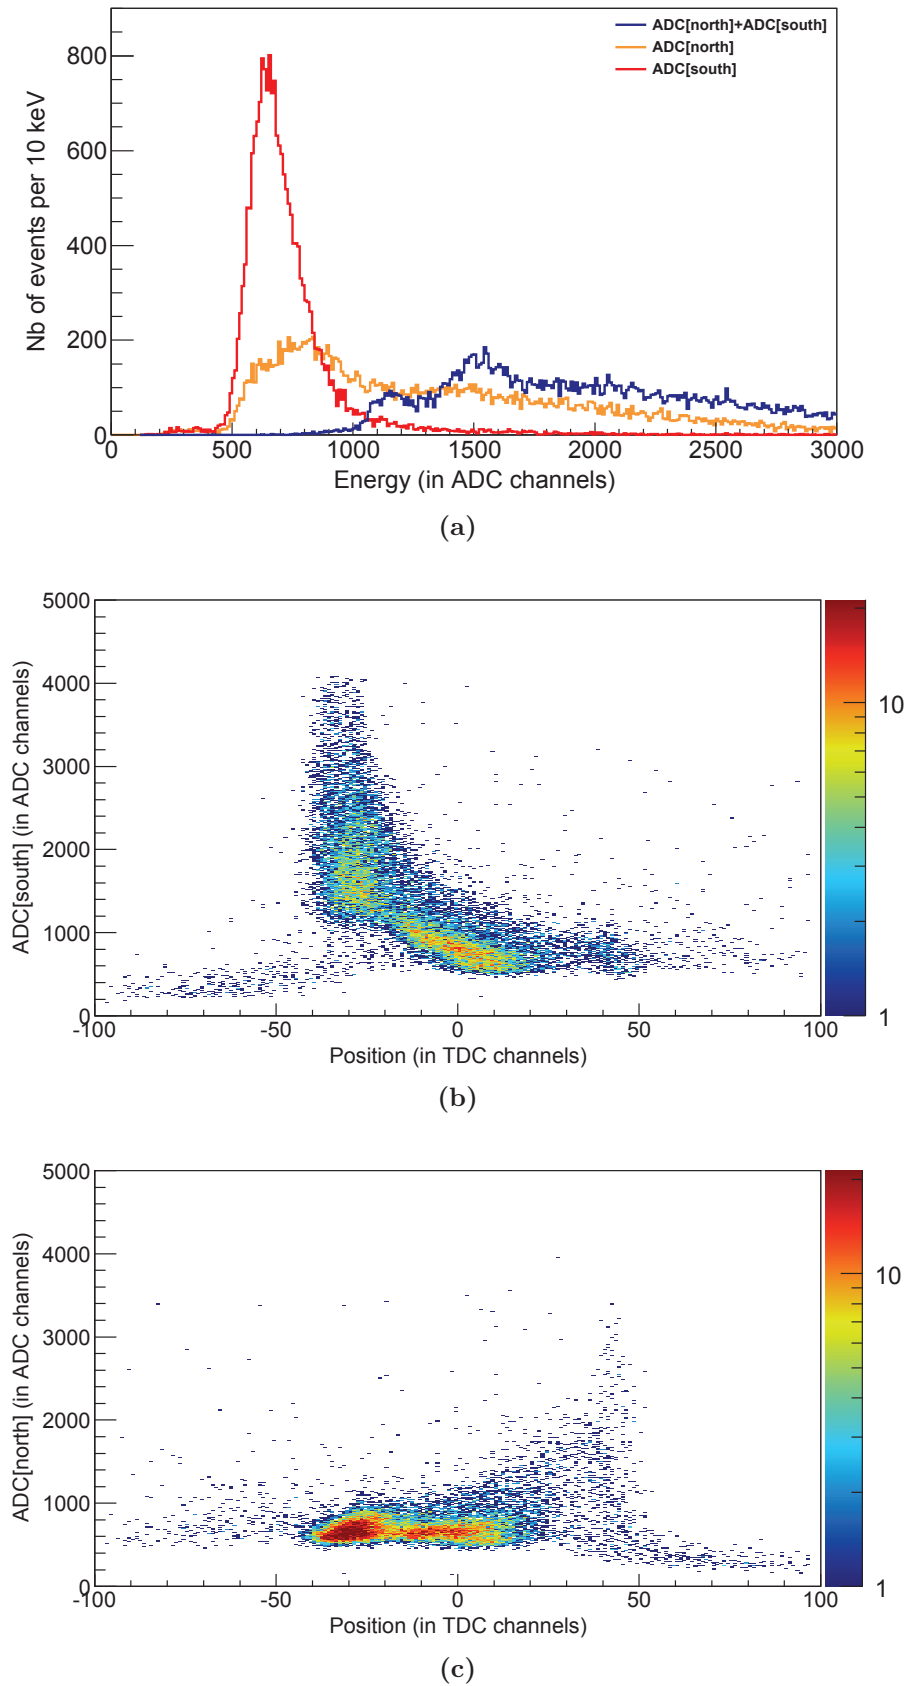 ADC[north]+ADC[south]
ADC[north]
ADC[south]
Nb of events per 10 keV
800
600
400
200
0
0 500 1000 1500 2000 2500 3000
Energy (in ADC channels)
(a)
ADC[south] (in ADC channels)
5000
4000
3000
2000
1000
0
-100 -50 0 50 100
10
1
Position (in TDC channels)
(b)
ADC[north] (in ADC channels)
5000
4000
3000
2000
1000
0
-100 -50 0 50 100
10
1
Position (in TDC channels)
(c)